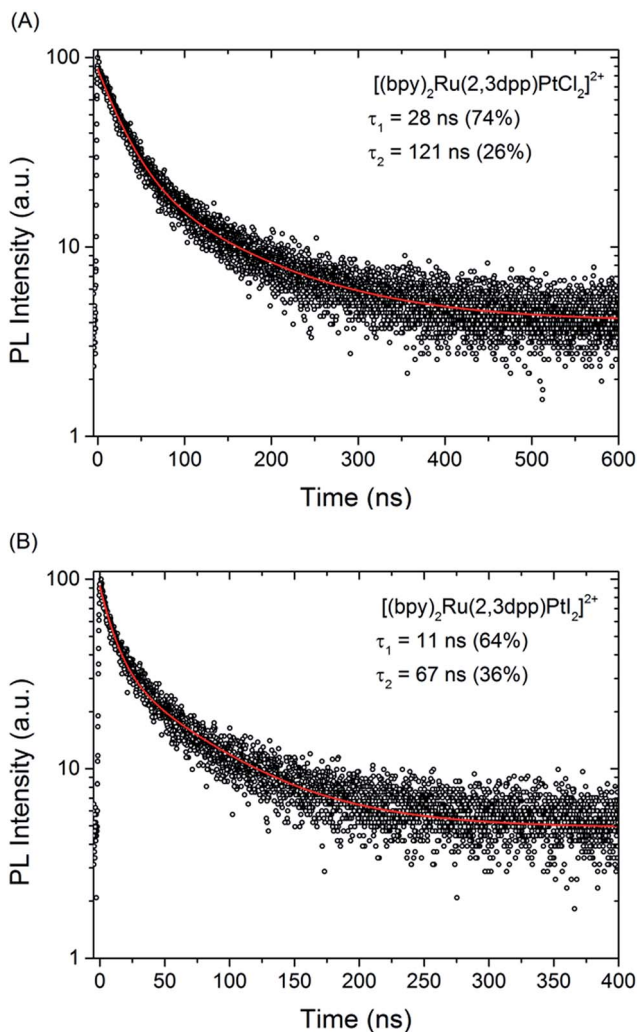 (A)
100
[(bpy)₂Ru(2,3dpp)PtCl₂]²⁺
τ₁ = 28 ns (74%)
τ₂ = 121 ns (26%)
10
PL Intensity (a.u.)
1
0 100 200 300 400 500 600
Time (ns)
(B)
100
[(bpy)₂Ru(2,3dpp)PtI₂]²⁺
τ₁ = 11 ns (64%)
τ₂ = 67 ns (36%)
10
PL Intensity (a.u.)
1
0 50 100 150 200 250 300 350 400
Time (ns)